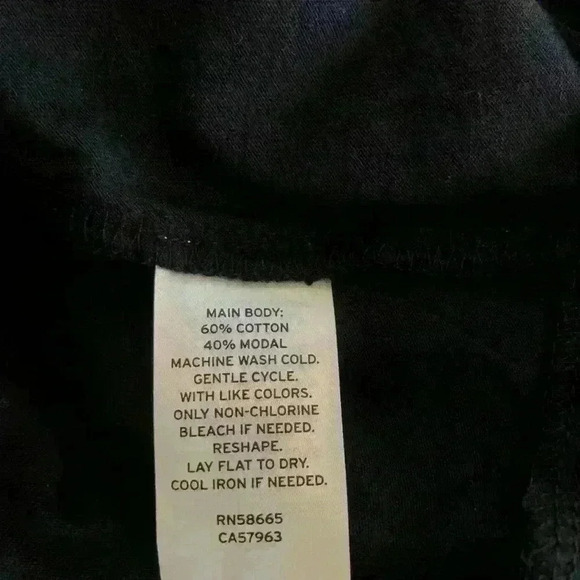 MAIN BODY:
60% COTTON
40% MODAL
MACHINE WASH COLD.
GENTLE CYCLE.
WITH LIKE COLORS.
ONLY NON-CHLORINE
BLEACH IF NEEDED.
RESHAPE.
LAY FLAT TO DRY.
COOL IRON IF NEEDED.
RN58665
CA57963